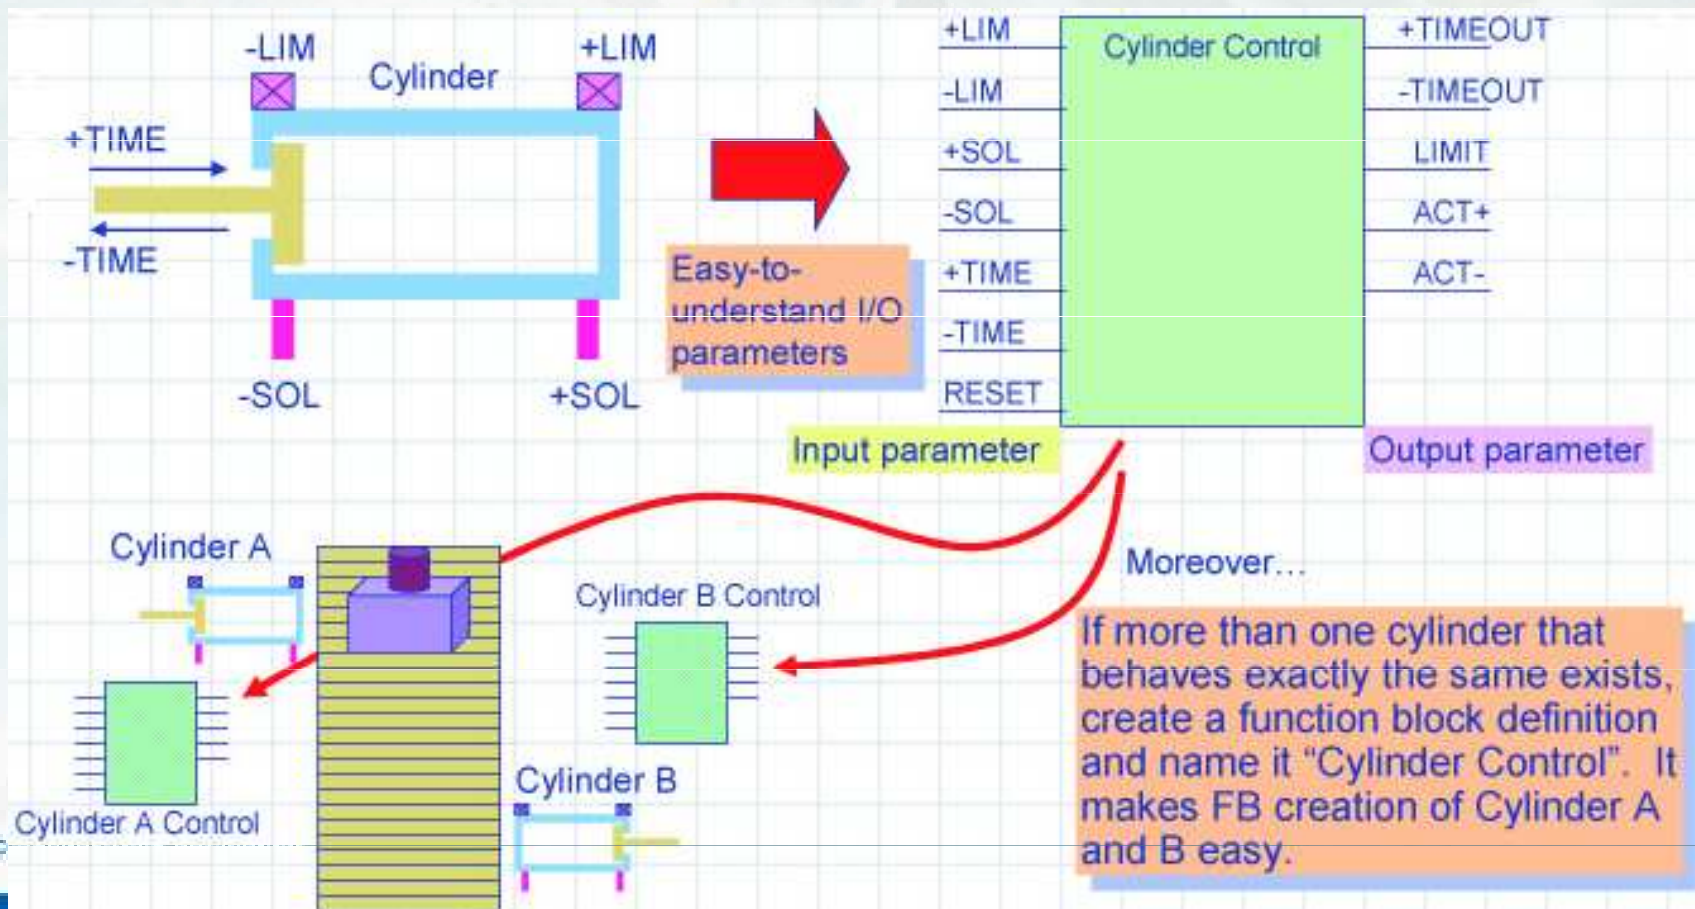 -LIM
+LIM
Cylinder
+TIME
-TIME
-SOL
+SOL
Easy-to-
understand I/O
parameters
+LIM
-LIM
+SOL
-SOL
+TIME
-TIME
RESET
Cylinder Control
+TIMEOUT
-TIMEOUT
LIMIT
ACT+
ACT-
Input parameter
Output parameter
Cylinder A
Cylinder A Control
Cylinder B Control
Cylinder B
Moreover...
If more than one cylinder that
behaves exactly the same exists,
create a function block definition
and name it “Cylinder Control”. It
makes FB creation of Cylinder A
and B easy.